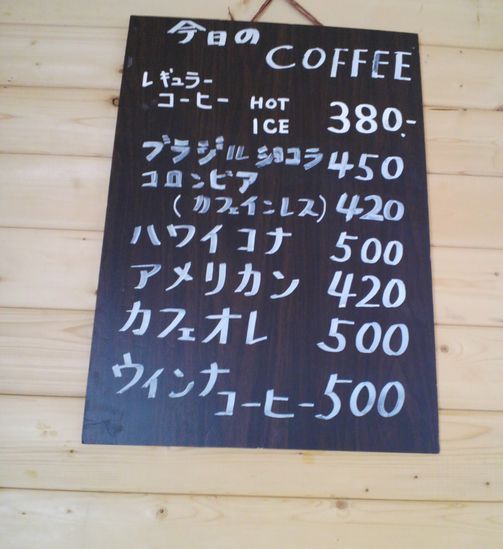 今日の
COFFEE
レギュラー
コーヒー HOT
ICE 380.-
ブラジル ショコラ 450
コロンビア
(カフェインレス) 420
ハワイコナ 500
アメリカン 420
カフェオレ 500
ウインナ
コーヒー 500